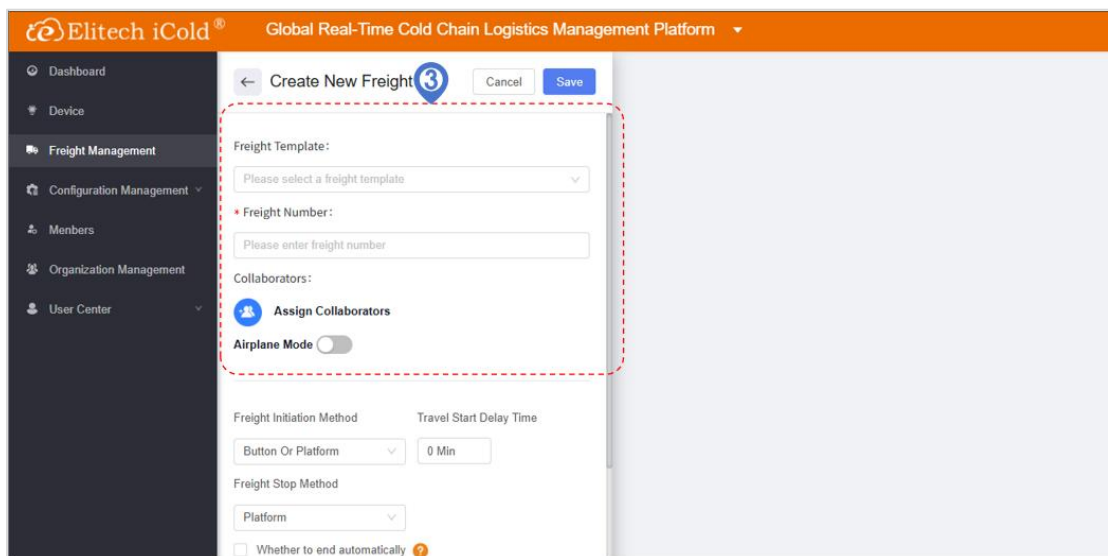 Elitech iCold®
Global Real-Time Cold Chain Logistics Management Platform
Dashboard
Device
Freight Management
Configuration Management
Menbers
Organization Management
User Center
Create New Freight
3
Cancel
Save
Freight Template:
Please select a freight template
* Freight Number:
Please enter freight number
Collaborators:
Assign Collaborators
Airplane Mode
Freight Initiation Method
Travel Start Delay Time
Button Or Platform
0 Min
Freight Stop Method
Platform
Whether to end automatically ?